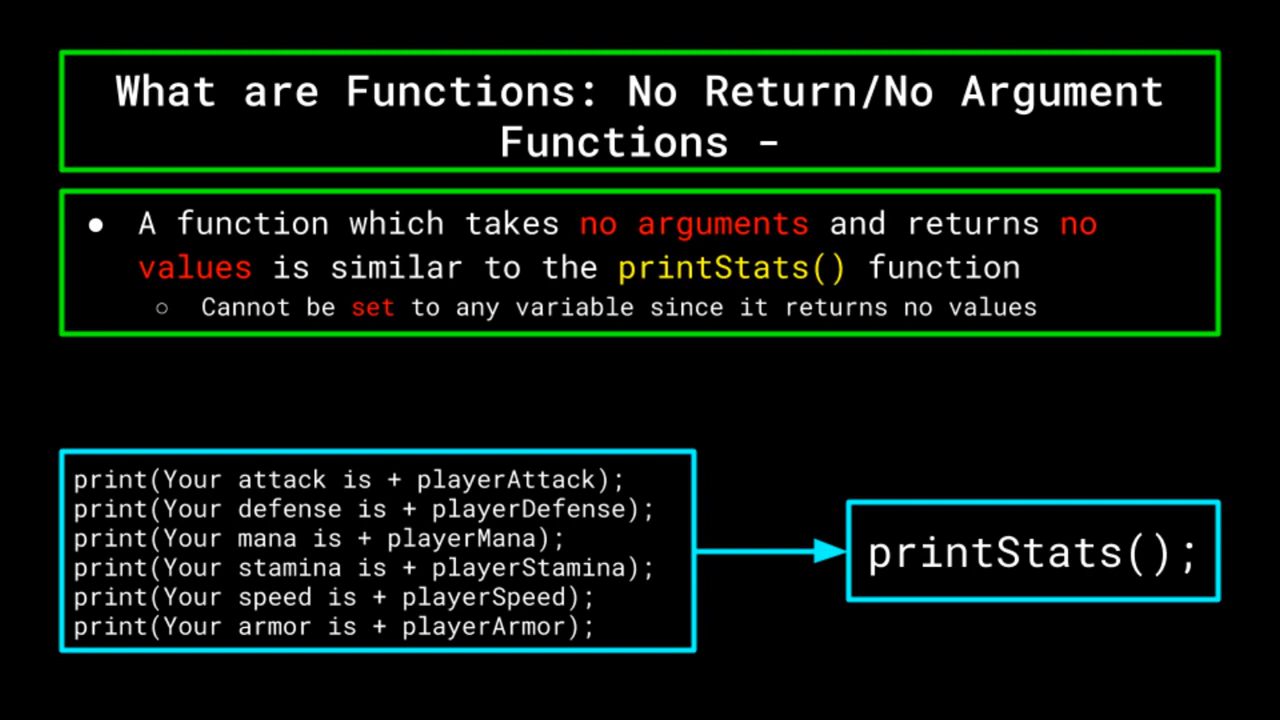 What are Functions: No Return/No Argument
Functions -
● A function which takes no arguments and returns no
values is similar to the printStats() function
○ Cannot be set to any variable since it returns no values
print(Your attack is + playerAttack);
print(Your defense is + playerDefense);
print(Your mana is + playerMana);
print(Your stamina is + playerStamina);
print(Your speed is + playerSpeed);
print(Your armor is + playerArmor);
printStats();